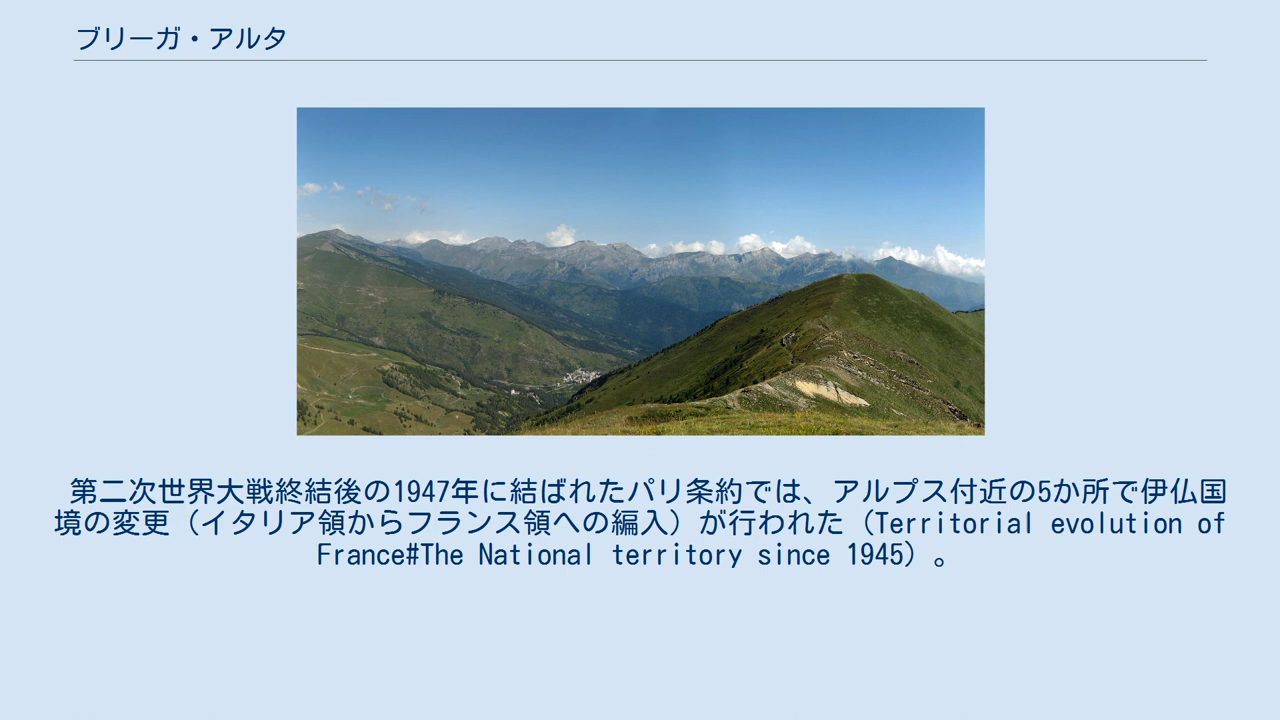 ブリーガ・アルタ
第二次世界大戦終結後の1947年に結ばれたパリ条約では、アルプス付近の5か所で伊仏国
境の変更（イタリア領からフランス領への編入）が行われた（Territorial evolution of
France#The National territory since 1945）。